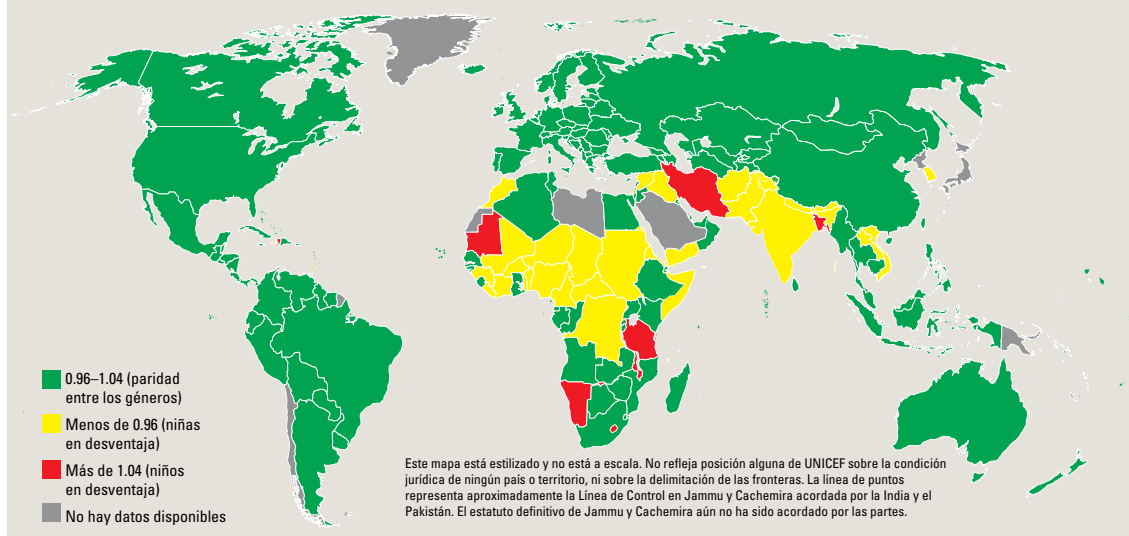 0.96–1.04 (paridad
entre los géneros)
Menos de 0.96 (niñas
en desventaja)
Más de 1.04 (niños
en desventaja)
No hay datos disponibles
Este mapa está estilizado y no está a escala. No refleja posición alguna de UNICEF sobre la condición
jurídica de ningún país o territorio, ni sobre la delimitación de las fronteras. La línea de puntos
representa aproximadamente la Línea de Control en Jammu y Cachemira acordada por la India y el
Pakistán. El estatuto definitivo de Jammu y Cachemira aún no ha sido acordado por las partes.